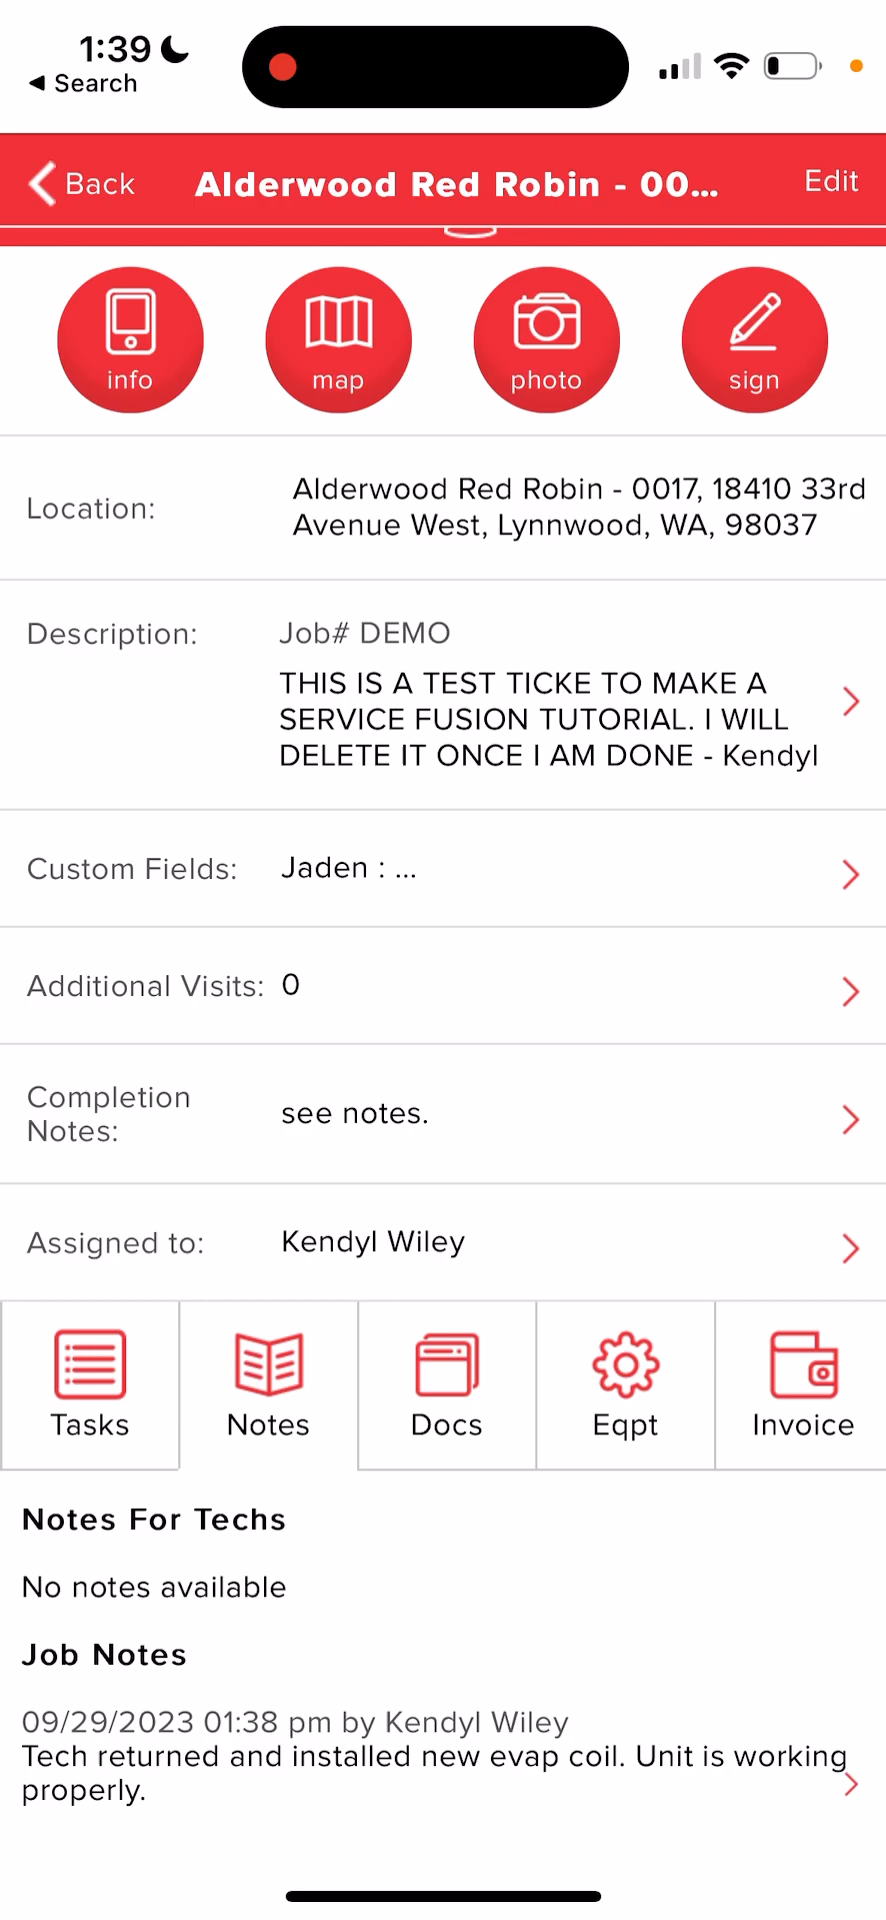 1:39
Search
Back
Alderwood Red Robin - 00...
Edit
info
map
photo
sign
Location:
Alderwood Red Robin - 0017, 18410 33rd
Avenue West, Lynnwood, WA, 98037
Description:
Job# DEMO
THIS IS A TEST TICKE TO MAKE A
SERVICE FUSION TUTORIAL. I WILL
DELETE IT ONCE I AM DONE - Kendyl
Custom Fields:
Jaden : ...
Additional Visits:
0
Completion
Notes:
see notes.
Assigned to:
Kendyl Wiley
Tasks
Notes
Docs
Eqpt
Invoice
Notes For Techs
No notes available
Job Notes
09/29/2023 01:38 pm by Kendyl Wiley
Tech returned and installed new evap coil. Unit is working
properly.